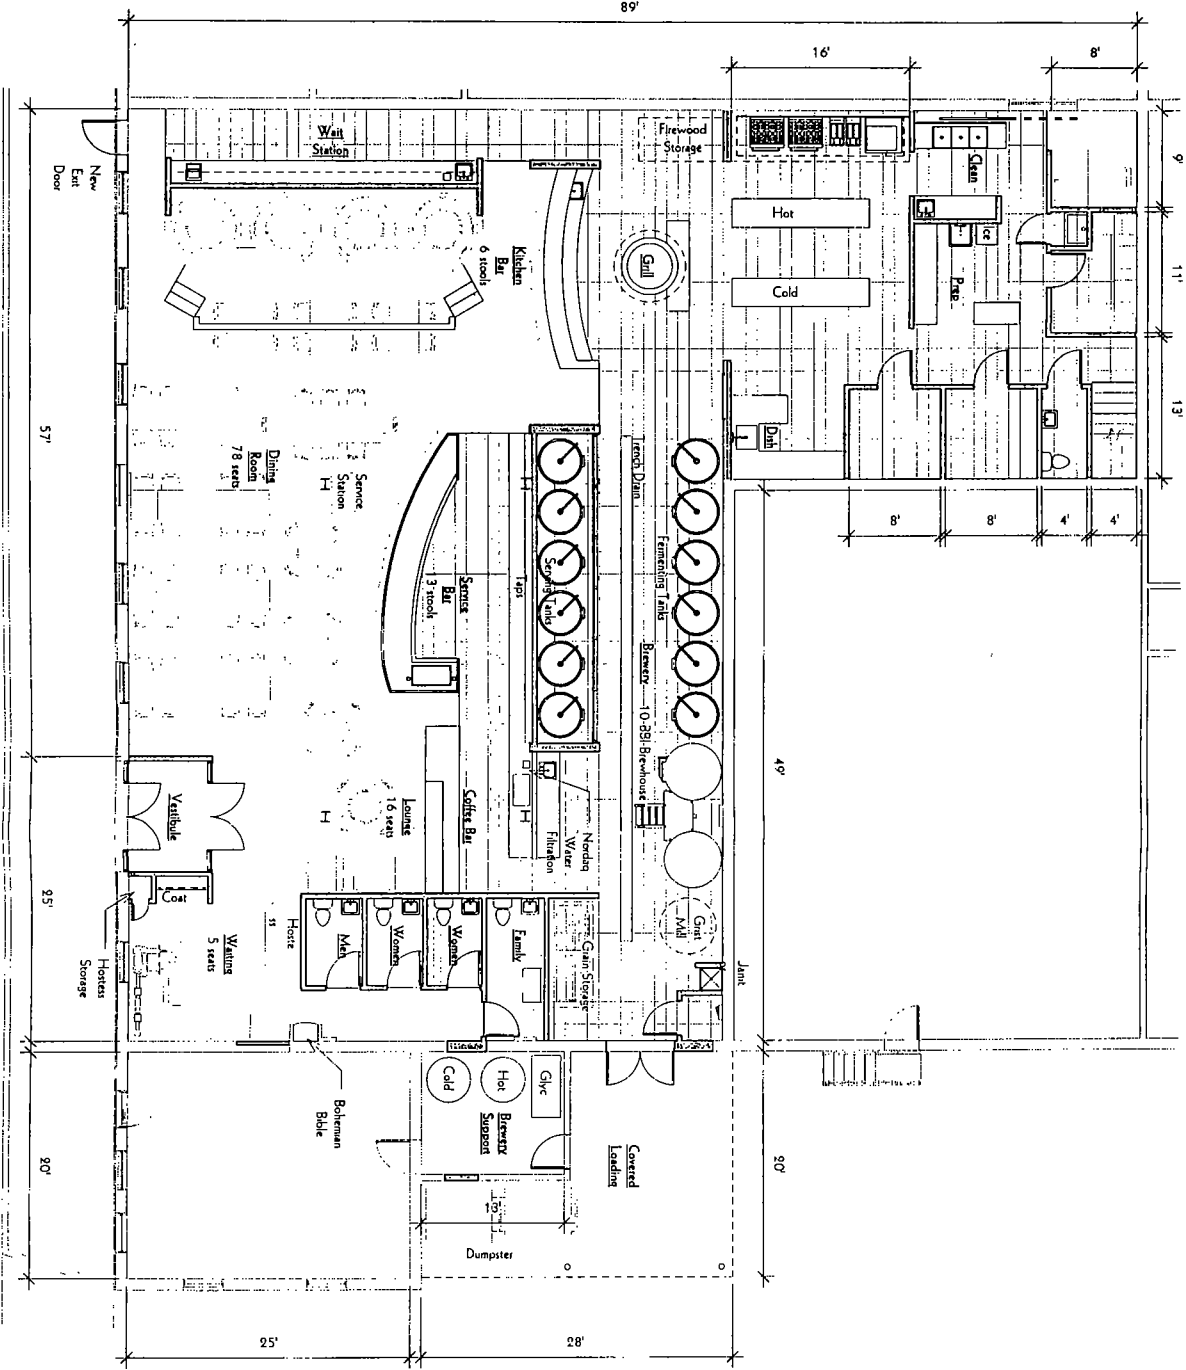 89'
16'
8'
Wait
Station
Firewood
Storage
Clean
9'
New
Exit
Door
Hot
Ice
Kitchen
Bar
6 stools
Grill
Cold
Prep
11'
13'
57'
Dining
Room
78 seats
Service
Station
H
H
Trench Drain
Dish
8'
8'
4'
4'
Service
Bar
13 stools
Taps
Serving Tanks
Fermenting Tanks
Brewery
10-BBl Brewhouse
49'
Vestibule
Lounge
16 seats
H
H
Coffee Bar
Nordaq
Water
Filtration
25'
Coat
Hostess
Storage
Waiting
5 seats
Hoste
ss
Men
Women
Women
Family
Grain Storage
Grist
Mill
Janit
20'
Bohemian
Bible
Cold
Hot
Glyc
Brewery
Support
Covered
Loading
20'
13'
Dumpster
25'
28'